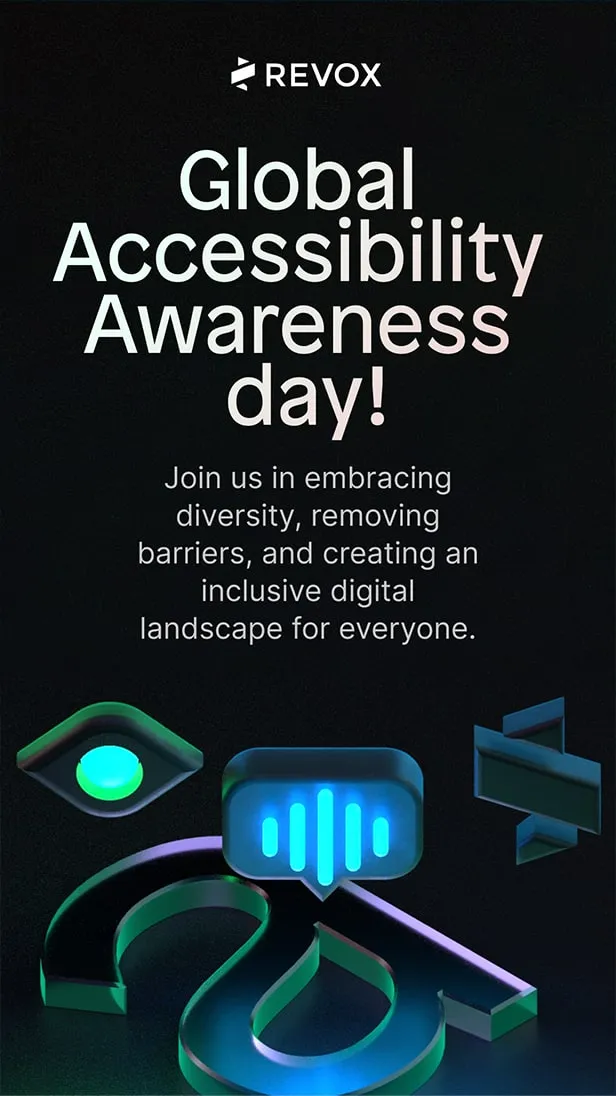 REVOX
Global
Accessibility
Awareness
day!
Join us in embracing
diversity, removing
barriers, and creating an
inclusive digital
landscape for everyone.